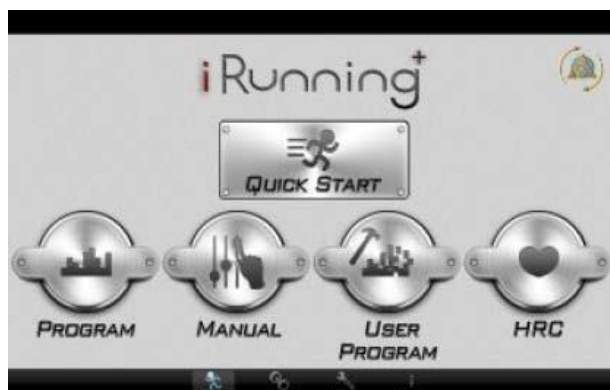 iRunning+
QUICK START
PROGRAM
MANUAL
USER
PROGRAM
HRC